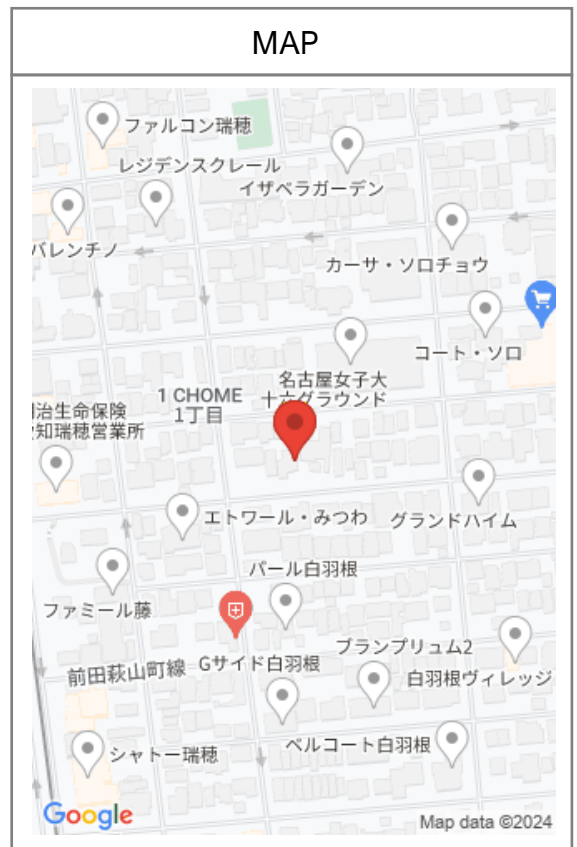 MAP
ファルコン瑞穂
レジデンスクレール
イザベラガーデン
バレンチノ
カーサ・ソロチョウ
コート・ソロ
名古屋女子大
十六グラウンド
1 CHOME
1丁目
治生命保険
知瑞穂営業所
エトワール・みつわ
グランドハイム
パール白羽根
ファミール藤
ブランプリュム2
Gサイド白羽根
前田萩山町線
白羽根ヴィレッジ
ベルコート白羽根
シャトー瑞穂
Google
Map data ©2024